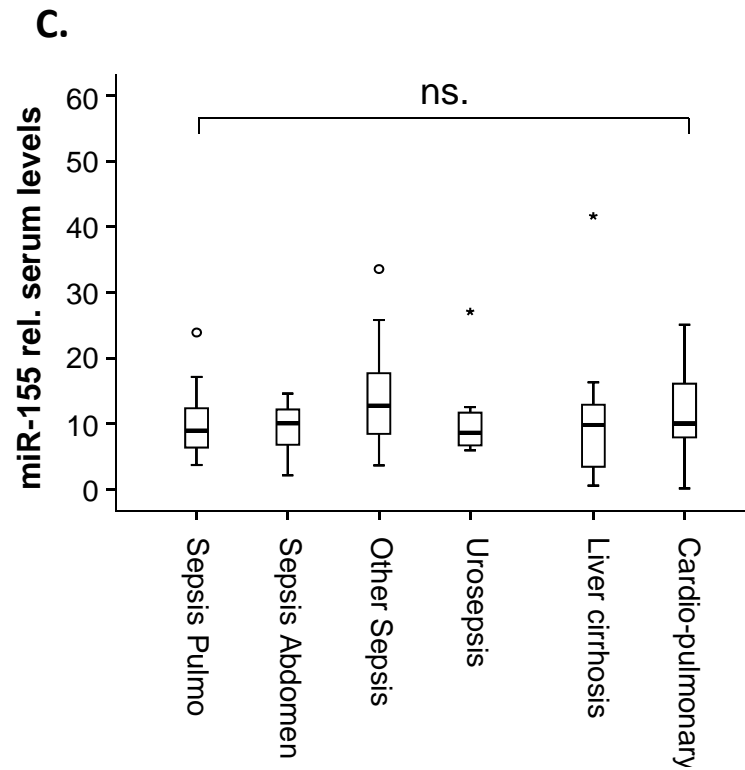 C.
ns.
miR-155 rel. serum levels
60
50
40
30
20
10
0
Sepsis Pulmo
Sepsis Abdomen
Other Sepsis
Urosepsis
Liver cirrhosis
Cardio-pulmonary